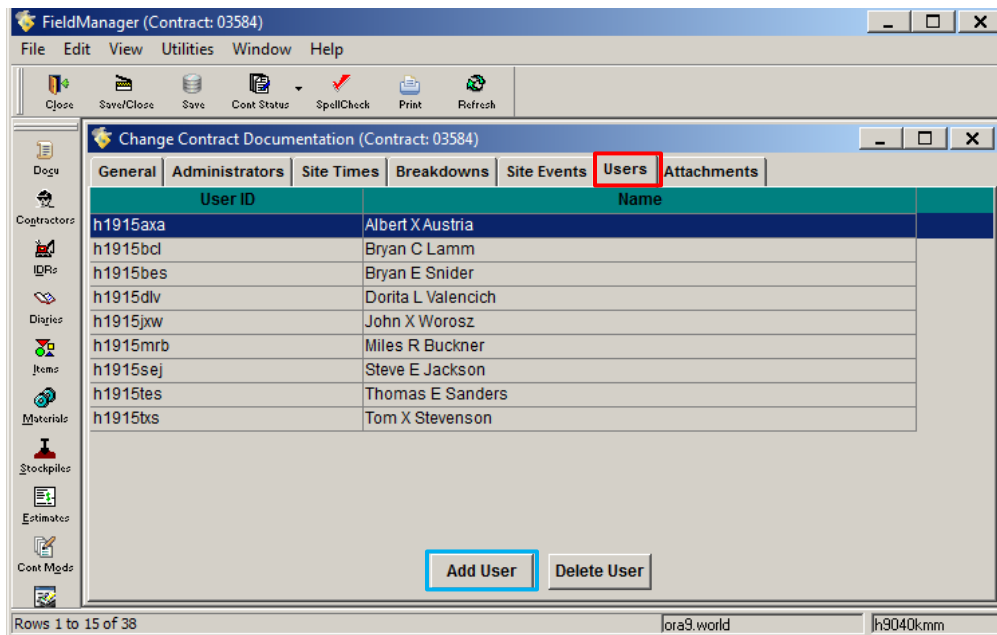 FieldManager (Contract: 03584)
File Edit View Utilities Window Help
Close Save/Close Save Cont Status SpellCheck Print Refresh
Change Contract Documentation (Contract: 03584)
General Administrators Site Times Breakdowns Site Events Users Attachments
User ID Name
h1915axa Albert X Austria
h1915bcl Bryan C Lamm
h1915bes Bryan E Snider
h1915dlv Dorita L Valencich
h1915jxw John X Worosz
h1915mrb Miles R Buckner
h1915sej Steve E Jackson
h1915tes Thomas E Sanders
h1915txs Tom X Stevenson
Add User Delete User
Docu
Contractors
IDRs
Diaries
Items
Materials
Stockpiles
Estimates
Cont Mods
Rows 1 to 15 of 38 ora9.world h9040kmm